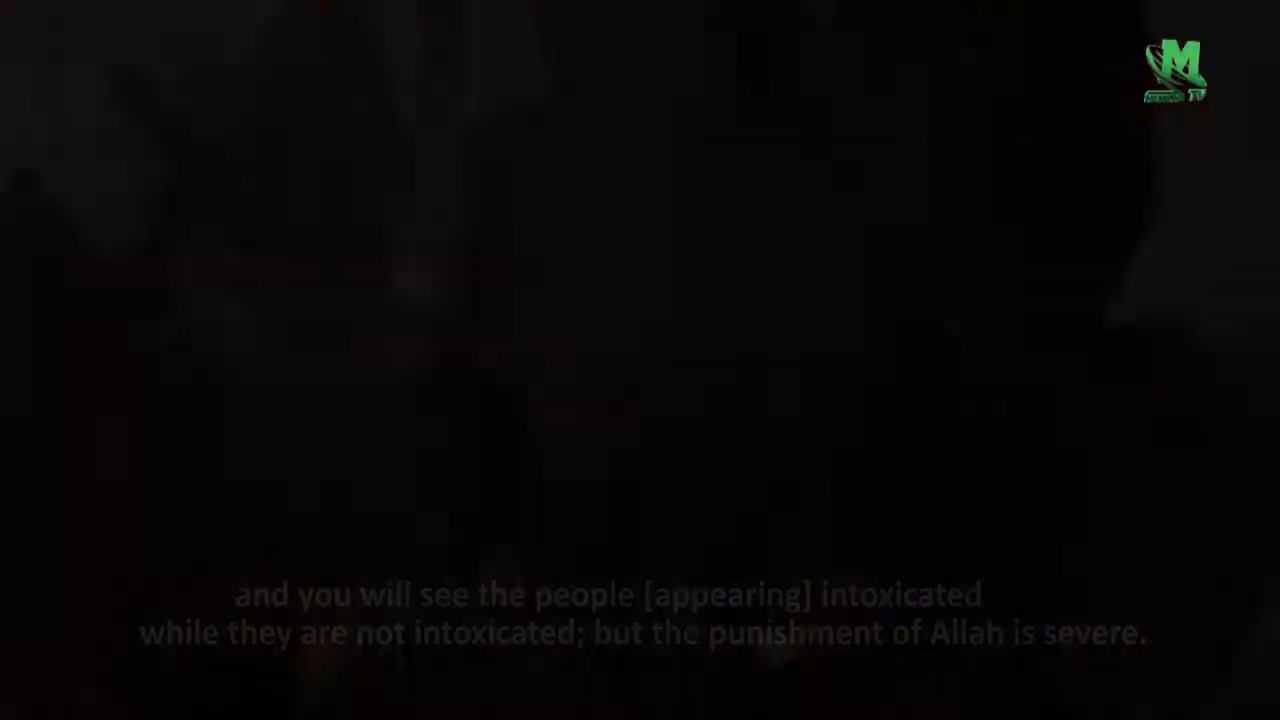 M
TV
and you will see the people [appearing] intoxicated
while they are not intoxicated; but the punishment of Allah is severe.